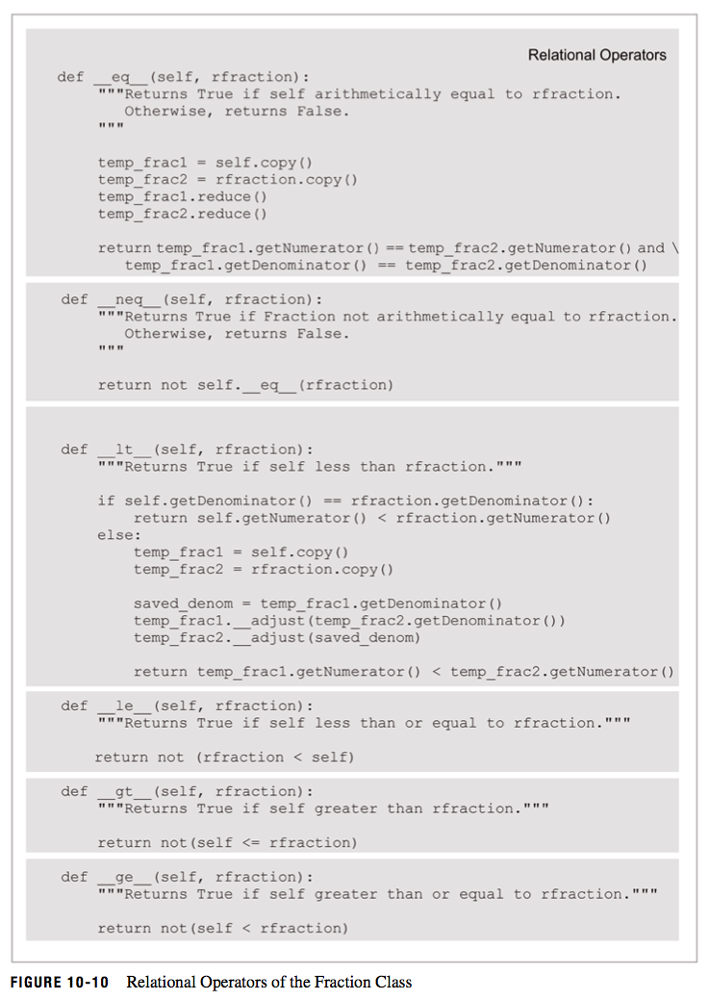 Relational Operators
def __eq__(self, rfraction):
"""Returns True if self arithmetically equal to rfraction.
Otherwise, returns False.
"""
temp_frac1 = self.copy()
temp_frac2 = rfraction.copy()
temp_frac1.reduce()
temp_frac2.reduce()
return temp_frac1.getNumerator() == temp_frac2.getNumerator() and \
temp_frac1.getDenominator() == temp_frac2.getDenominator()
def __neq__(self, rfraction):
"""Returns True if Fraction not arithmetically equal to rfraction.
Otherwise, returns False.
"""
return not self.__eq__(rfraction)
def __lt__(self, rfraction):
"""Returns True if self less than rfraction."""
if self.getDenominator() == rfraction.getDenominator():
return self.getNumerator() < rfraction.getNumerator()
else:
temp_frac1 = self.copy()
temp_frac2 = rfraction.copy()
saved_denom = temp_frac1.getDenominator()
temp_frac1.__adjust(temp_frac2.getDenominator())
temp_frac2.__adjust(saved_denom)
return temp_frac1.getNumerator() < temp_frac2.getNumerator()
def __le__(self, rfraction):
"""Returns True if self less than or equal to rfraction."""
return not (rfraction < self)
def __gt__(self, rfraction):
"""Returns True if self greater than rfraction."""
return not(self <= rfraction)
def __ge__(self, rfraction):
"""Returns True if self greater than or equal to rfraction."""
return not(self < rfraction)
FIGURE 10-10 Relational Operators of the Fraction Class